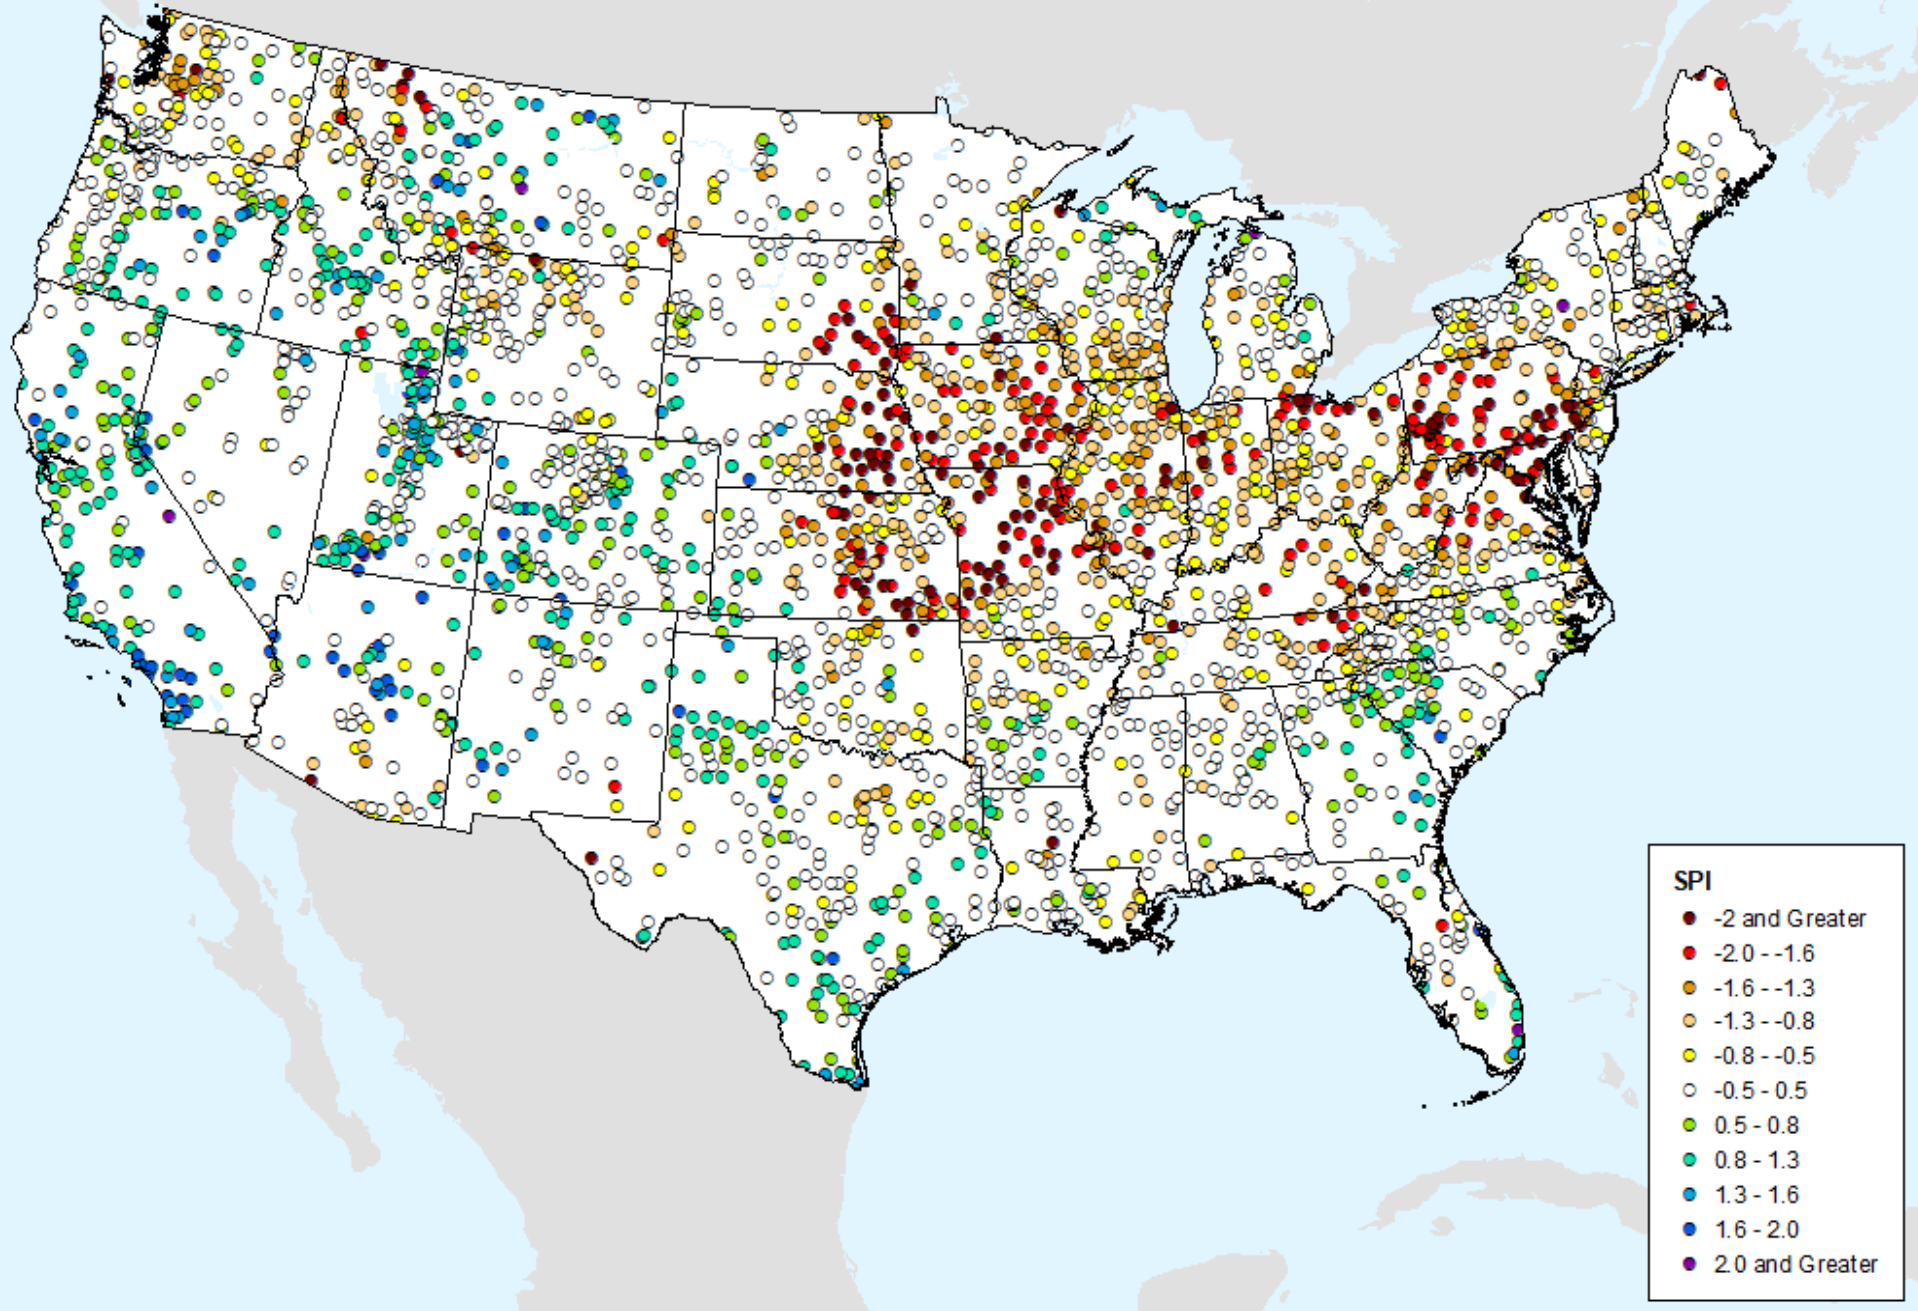 SPI
-2 and Greater
-2.0 - -1.6
-1.6 - -1.3
-1.3 - -0.8
-0.8 - -0.5
-0.5 - 0.5
0.5 - 0.8
0.8 - 1.3
1.3 - 1.6
1.6 - 2.0
2.0 and Greater